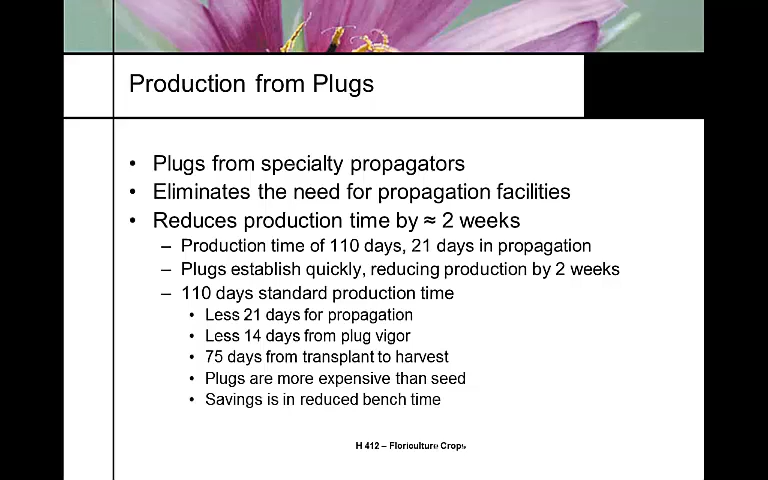 Production from Plugs
• Plugs from specialty propagators
• Eliminates the need for propagation facilities
• Reduces production time by ≈ 2 weeks
– Production time of 110 days, 21 days in propagation
– Plugs establish quickly, reducing production by 2 weeks
– 110 days standard production time
• Less 21 days for propagation
• Less 14 days from plug vigor
• 75 days from transplant to harvest
• Plugs are more expensive than seed
• Savings is in reduced bench time
H 412 – Floriculture Crops